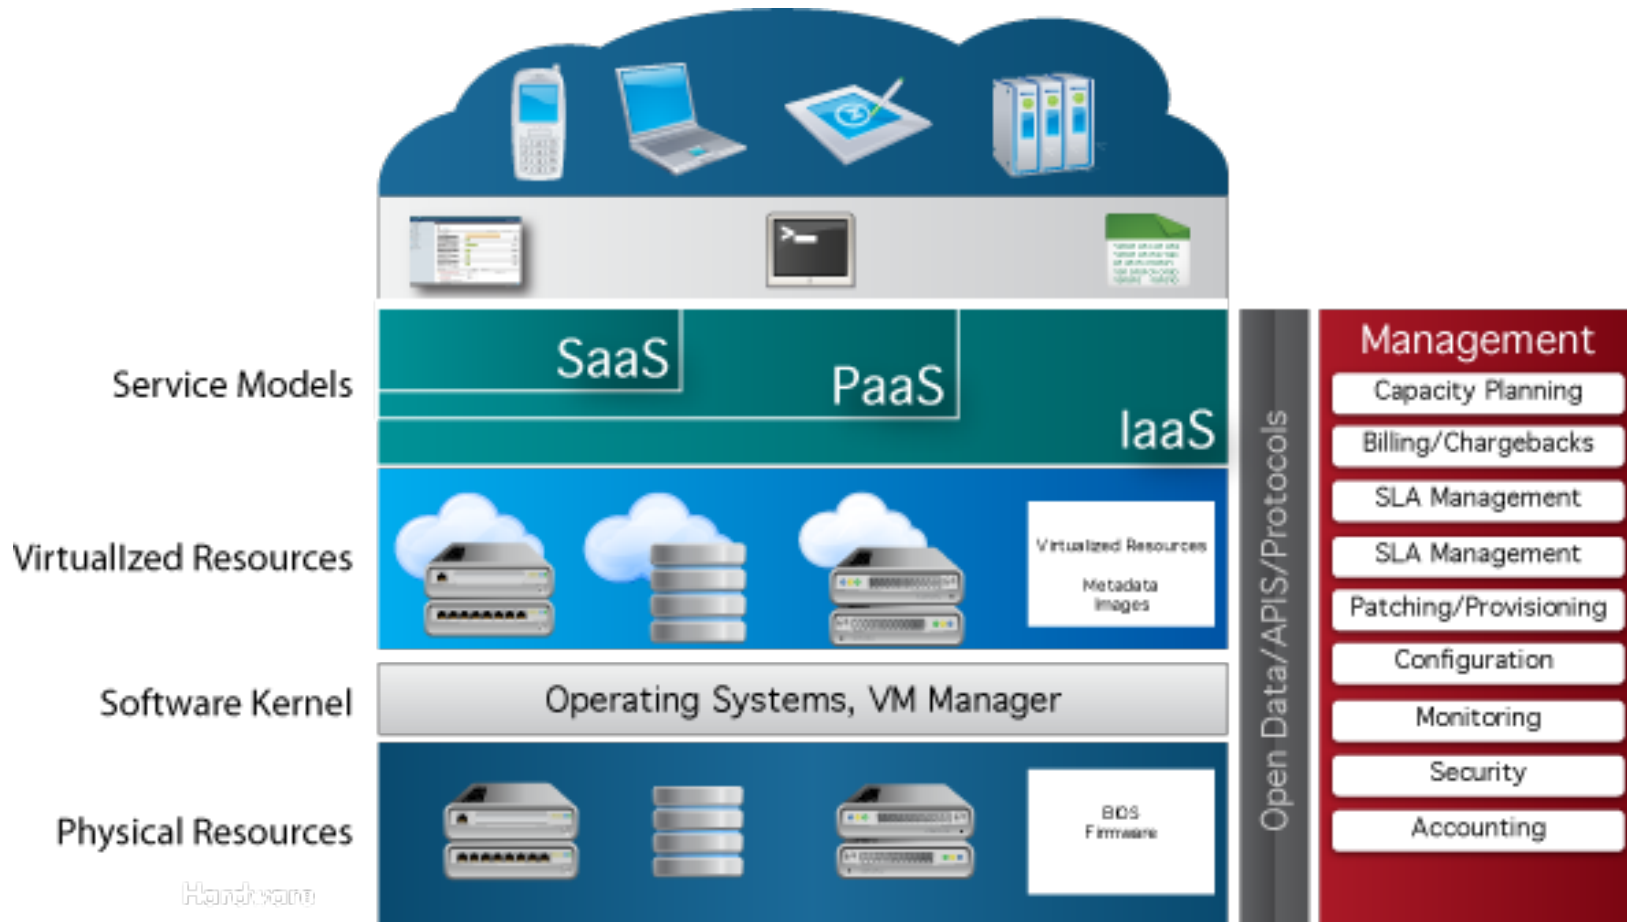 SaaS
PaaS
IaaS
Service Models
Virtualized Resources
Virtualized Resources
Metadata
Images
Software Kernel
Operating Systems, VM Manager
Physical Resources
BIOS
Firmware
Hardware
Open Data/APIS/Protocols
Management
Capacity Planning
Billing/Chargebacks
SLA Management
SLA Management
Patching/Provisioning
Configuration
Monitoring
Security
Accounting